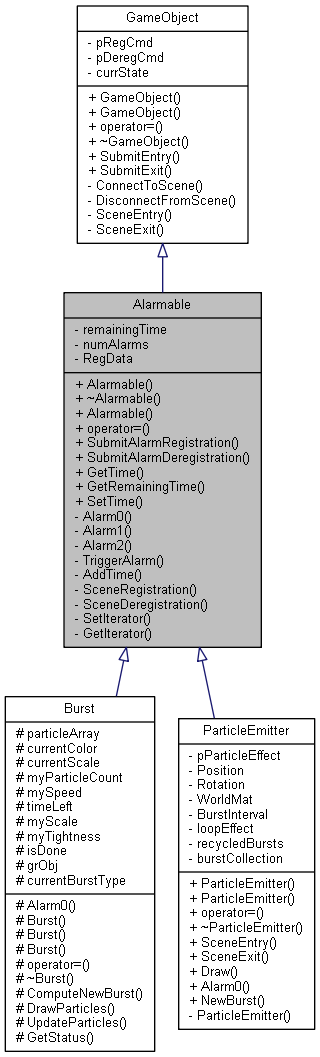 GameObject
- pRegCmd
- pDeregCmd
- currState
+ GameObject()
+ GameObject()
+ operator=()
+ ~GameObject()
+ SubmitEntry()
+ SubmitExit()
- ConnectToScene()
- DisconnectFromScene()
- SceneEntry()
- SceneExit()
Alarmable
- remainingTime
- numAlarms
- RegData
+ Alarmable()
+ ~Alarmable()
+ Alarmable()
+ operator=()
+ SubmitAlarmRegistration()
+ SubmitAlarmDeregistration()
+ GetTime()
+ GetRemainingTime()
+ SetTime()
- Alarm0()
- Alarm1()
- Alarm2()
- TriggerAlarm()
- AddTime()
- SceneRegistration()
- SceneDeregistration()
- SetIterator()
- GetIterator()
Burst
# particleArray
# currentColor
# currentScale
# myParticleCount
# mySpeed
# timeLeft
# myScale
# myTightness
# isDone
# grObj
# currentBurstType
# Alarm0()
# Burst()
# Burst()
# Burst()
# operator=()
# ~Burst()
# ComputeNewBurst()
# DrawParticles()
# UpdateParticles()
# GetStatus()
ParticleEmitter
- pParticleEffect
- Position
- Rotation
- WorldMat
- BurstInterval
- loopEffect
- recycledBursts
- burstCollection
+ ParticleEmitter()
+ ParticleEmitter()
+ operator=()
+ ~ParticleEmitter()
+ SceneEntry()
+ SceneExit()
+ Draw()
+ Alarm0()
+ NewBurst()
- ParticleEmitter()